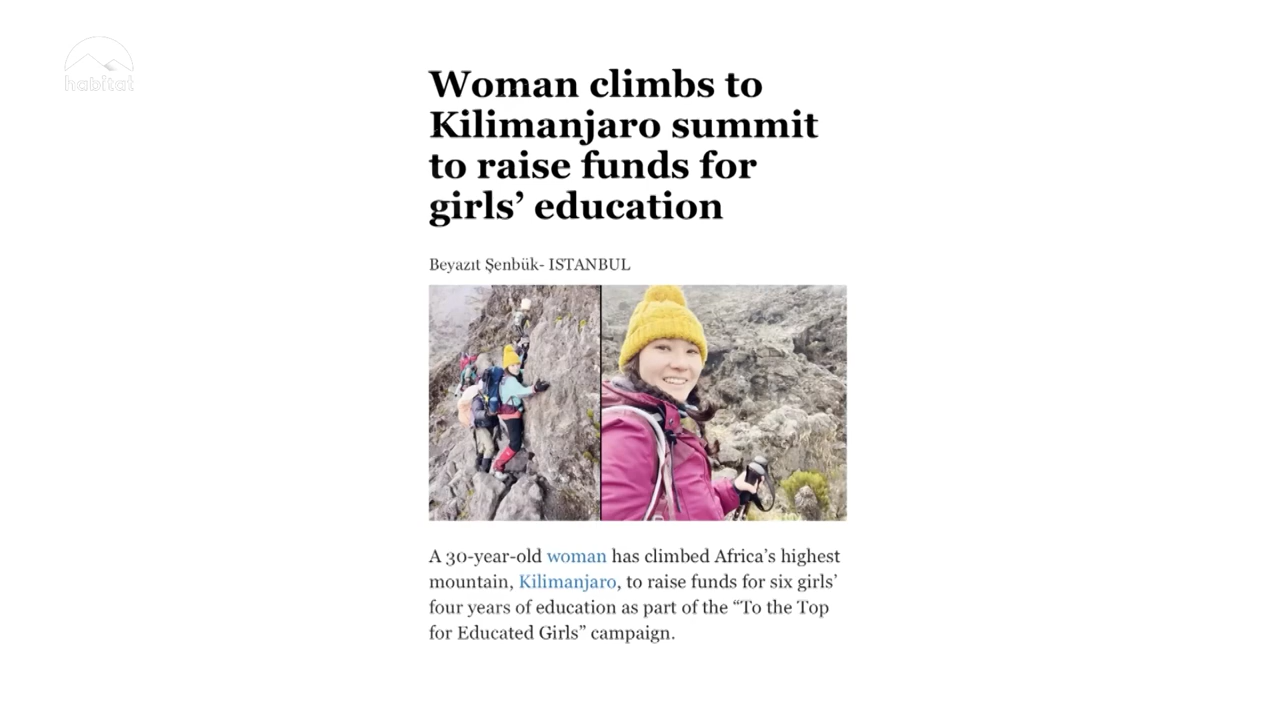 habitat
Woman climbs to
Kilimanjaro summit
to raise funds for
girls’ education
Beyazıt Şenbük- ISTANBUL
A 30-year-old woman has climbed Africa’s highest
mountain, Kilimanjaro, to raise funds for six girls’
four years of education as part of the “To the Top
for Educated Girls” campaign.